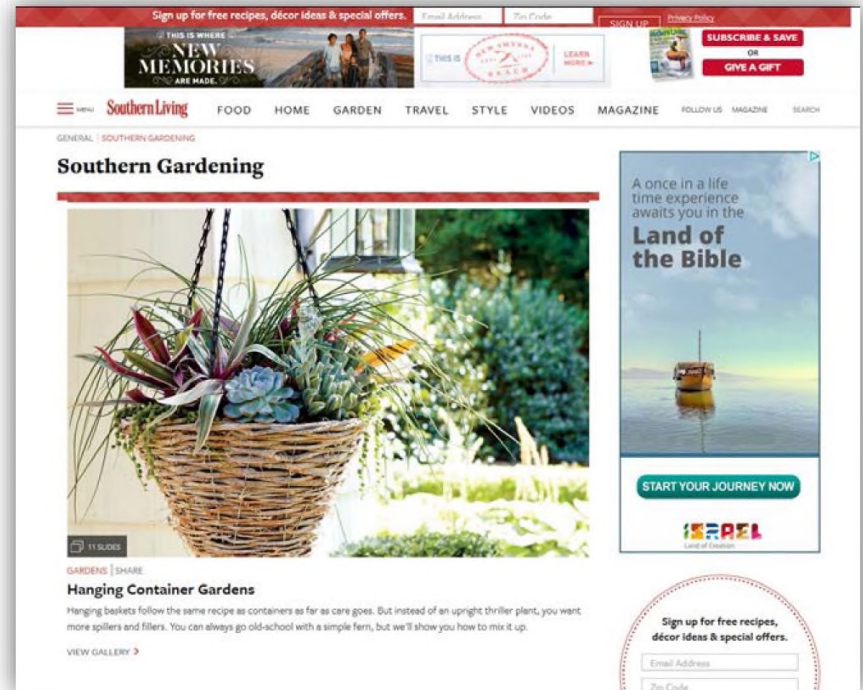 Sign up for free recipes, décor ideas & special offers. Email Address Zip Code SIGN UP Privacy Policy
THIS IS WHERE
NEW
MEMORIES
ARE MADE.
THIS IS
NEW SMYRNA
BEACH
LEARN
MORE
SUBSCRIBE & SAVE
OR
GIVE A GIFT
MENU Southern Living FOOD HOME GARDEN TRAVEL STYLE VIDEOS MAGAZINE FOLLOW US MAGAZINE SEARCH
GENERAL | SOUTHERN GARDENING
Southern Gardening
11 SLIDES
GARDENS | SHARE
Hanging Container Gardens
Hanging baskets follow the same recipe as containers as far as care goes. But instead of an upright thriller plant, you want
more spillers and fillers. You can always go old-school with a simple fern, but we'll show you how to mix it up.
VIEW GALLERY >
A once in a life
time experience
awaits you in the
Land of
the Bible
START YOUR JOURNEY NOW
ISRAEL
Land of Creation
Sign up for free recipes,
décor ideas & special offers.
Email Address
Zip Code